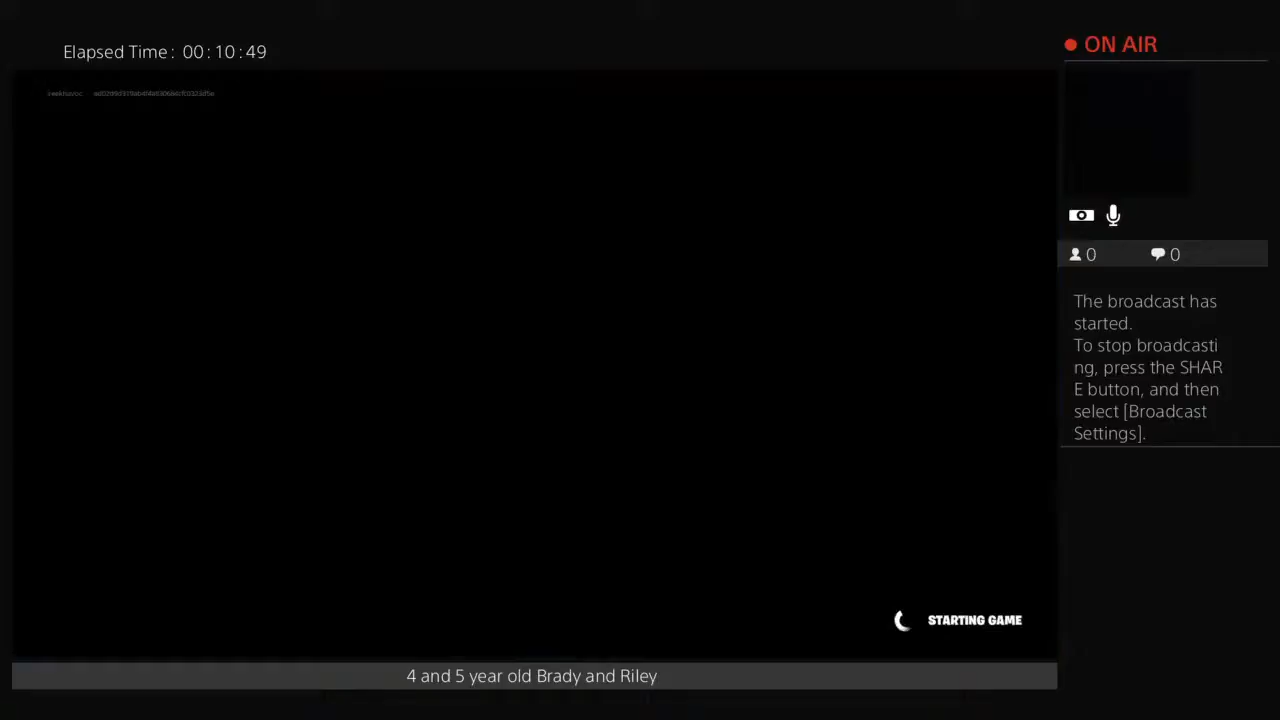 Elapsed Time: 00:10:49
ON AIR
0 0
The broadcast has
started.
To stop broadcasti
ng, press the SHAR
E button, and then
select [Broadcast
Settings].
STARTING GAME
4 and 5 year old Brady and Riley